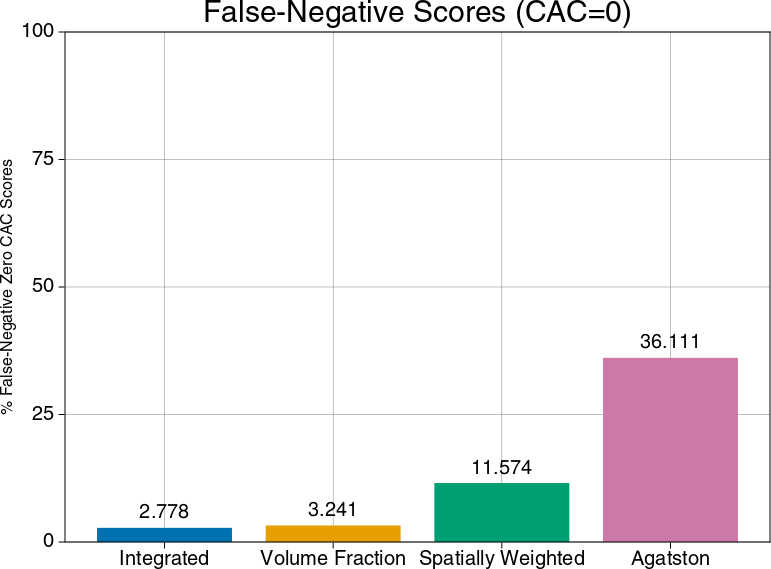 False-Negative Scores (CAC=0)
% False-Negative Zero CAC Scores
100
75
50
25
0
2.778
3.241
11.574
36.111
Integrated
Volume Fraction
Spatially Weighted
Agatston